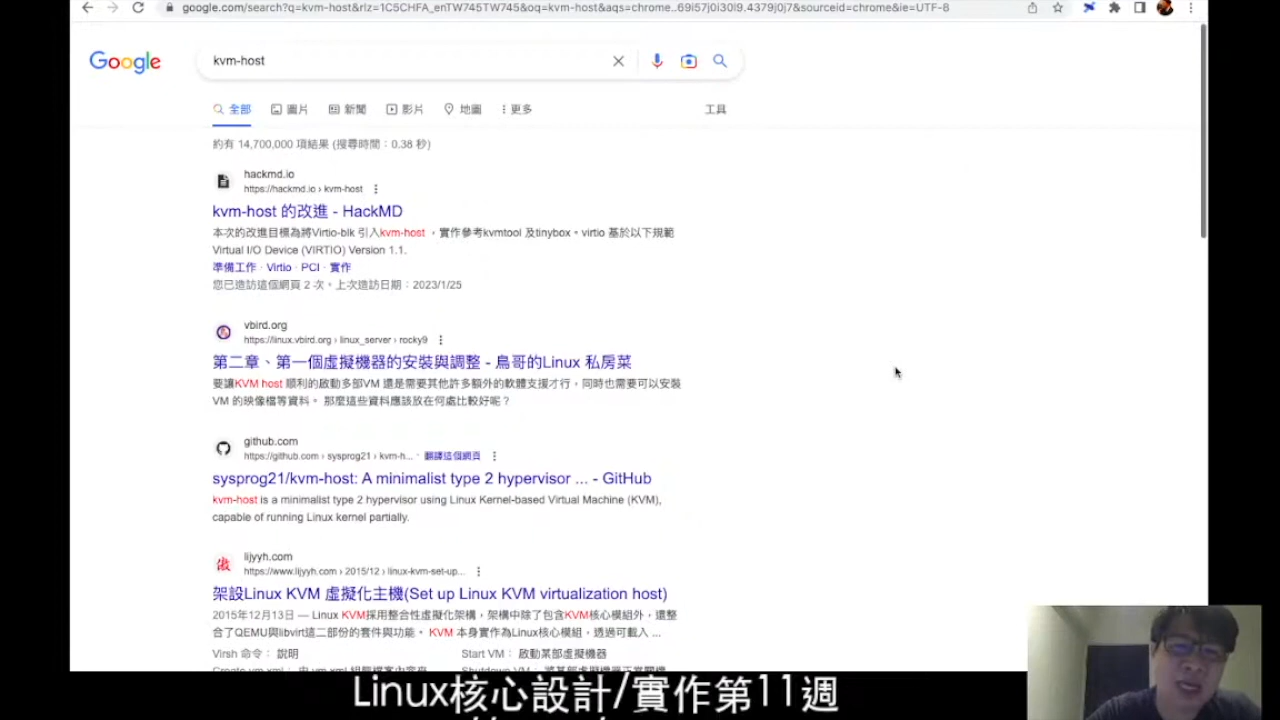 google.com/search?q=kvm-host&rlz=1C5CHFA_enTW745TW745&oq=kvm-host&aqs=chrome..69i57j0i30i9.4379j0j7&sourceid=chrome&ie=UTF-8
Google
kvm-host
全部 圖片 新聞 影片 地圖 更多 工具
約有 14,700,000 項結果 (搜尋時間：0.38 秒)
hackmd.io
https://hackmd.io › kvm-host
kvm-host 的改進 - HackMD
本次的改進目標為將Virtio-blk 引入kvm-host ，實作參考kvmtool 及tinybox。virtio 基於以下規範
Virtual I/O Device (VIRTIO) Version 1.1.
準備工作 · Virtio · PCI · 實作
您已造訪這個網頁 2 次。上次造訪日期：2023/1/25
vbird.org
https://linux.vbird.org › linux_server › rocky9
第二章、第一個虛擬機器的安裝與調整 - 鳥哥的Linux 私房菜
要讓KVM host 順利的啟動多部VM 還是需要其他許多額外的軟體支援才行，同時也需要可以安裝
VM 的映像檔等資料。 那麼這些資料應該放在何處比較好呢？
github.com
https://github.com › sysprog21 › kvm-h... · 翻譯這個網頁
sysprog21/kvm-host: A minimalist type 2 hypervisor ... - GitHub
kvm-host is a minimalist type 2 hypervisor using Linux Kernel-based Virtual Machine (KVM),
capable of running Linux kernel partially.
lijyyh.com
https://www.lijyyh.com › 2015/12 › linux-kvm-set-up...
架設Linux KVM 虛擬化主機(Set up Linux KVM virtualization host)
2015年12月13日 — Linux KVM採用整合性虛擬化架構，架構中除了包含KVM核心模組外，還整
合了QEMU與libvirt這二部份的套件與功能。 KVM 本身實作為Linux核心模組，透過可載入 ...
Virsh 命令： 說明 Start VM： 啟動某部虛擬機器
Linux核心設計/實作第11週